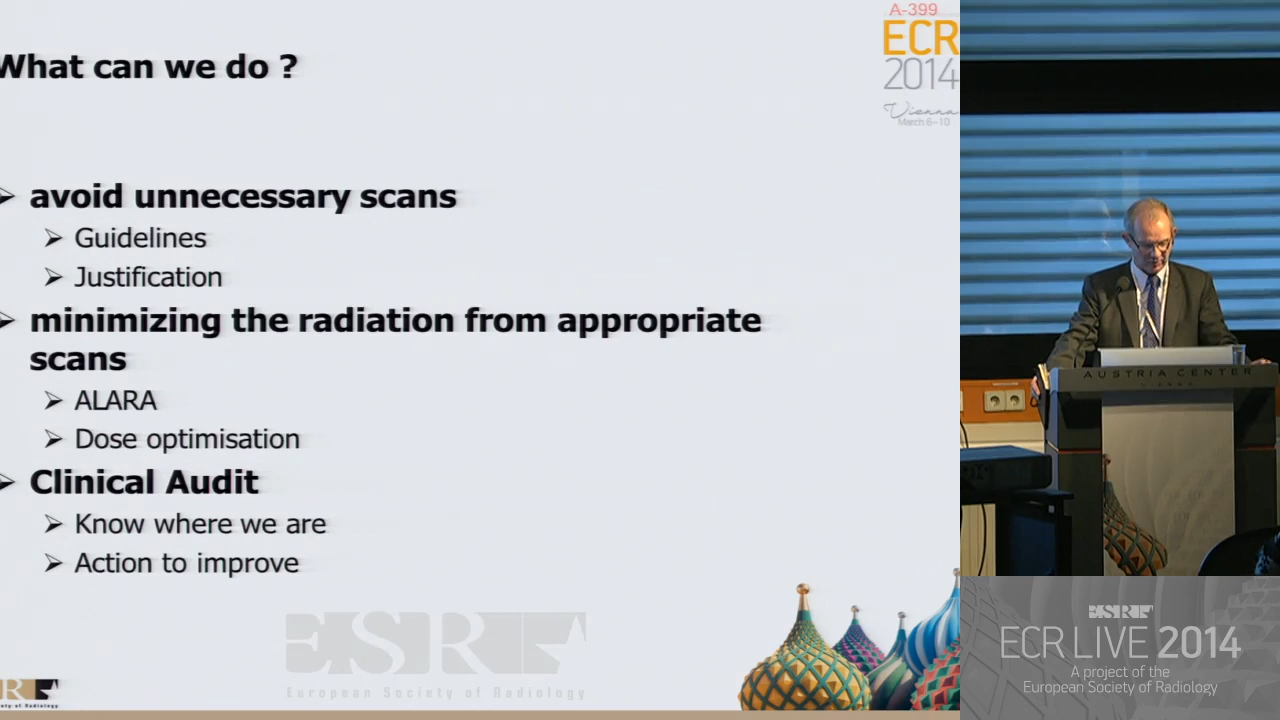 A-399
ECR
2014
Vienna
March 6–10
What can we do ?
avoid unnecessary scans
Guidelines
Justification
minimizing the radiation from appropriate
scans
ALARA
Dose optimisation
Clinical Audit
Know where we are
Action to improve
ESR
European Society of Radiology
AUSTRIA CENTER
ESR
ECR LIVE 2014
A project of the
European Society of Radiology